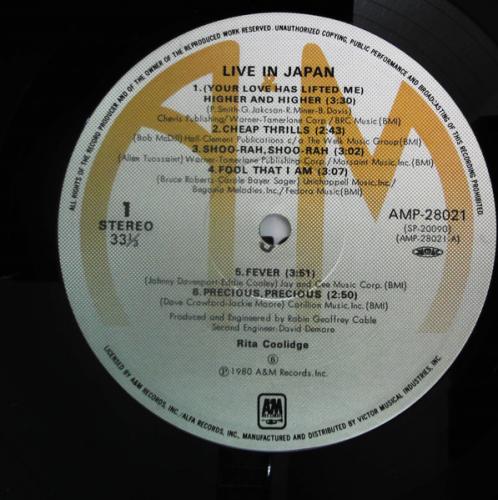 ALL RIGHTS OF THE RECORD PRODUCER AND OF THE OWNER OF THE REPRODUCED WORK RESERVED. UNAUTHORIZED COPYING, PUBLIC PERFORMANCE AND BROADCASTING OF THIS RECORD PROHIBITED.
LIVE IN JAPAN
1. (YOUR LOVE HAS LIFTED ME)
HIGHER AND HIGHER (3:30)
(P. Smith-G. Jakcson-R. Miner-B. Davis)
Chevis Publishing/Warner-Tamerlane Corp./BRC Music(BMI)
2. CHEAP THRILLS (2:43)
(Bob McDill) Hall-Clement Publications c/o The Welk Music Group(BMI)
3. SHOO-RAH, SHOO-RAH (3:02)
(Allen Tuossaint) Warner-Tamerlane Publishing Corp./Marsaint Music Inc.(BMI)
4. FOOL THAT I AM (3:07)
(Bruce Roberts, Carole Bayer Sager) Unichappell Music, Inc./
Begonia Melodies, Inc./Fedora Music(BMI)
1
STEREO
33⅓
AMP-28021
(SP-20090)
(AMP-28021-A)
5. FEVER (3:51)
(Johnny Davenport-Eddie Cooley) Jay and Cee Music Corp. (BMI)
6. PRECIOUS, PRECIOUS (2:50)
(Dave Crawford-Jackie Moore) Cotillion Music Inc. (BMI)
Produced and Engineered by Robin Geoffrey Cable
Second Engineer: David Demore
Rita Coolidge
6
Ⓟ 1980 A&M Records, Inc.
A&M
RECORDS
LICENSED BY A&M RECORDS, INC./ALFA RECORDS, INC., MANUFACTURED AND DISTRIBUTED BY VICTOR MUSICAL INDUSTRIES, INC.